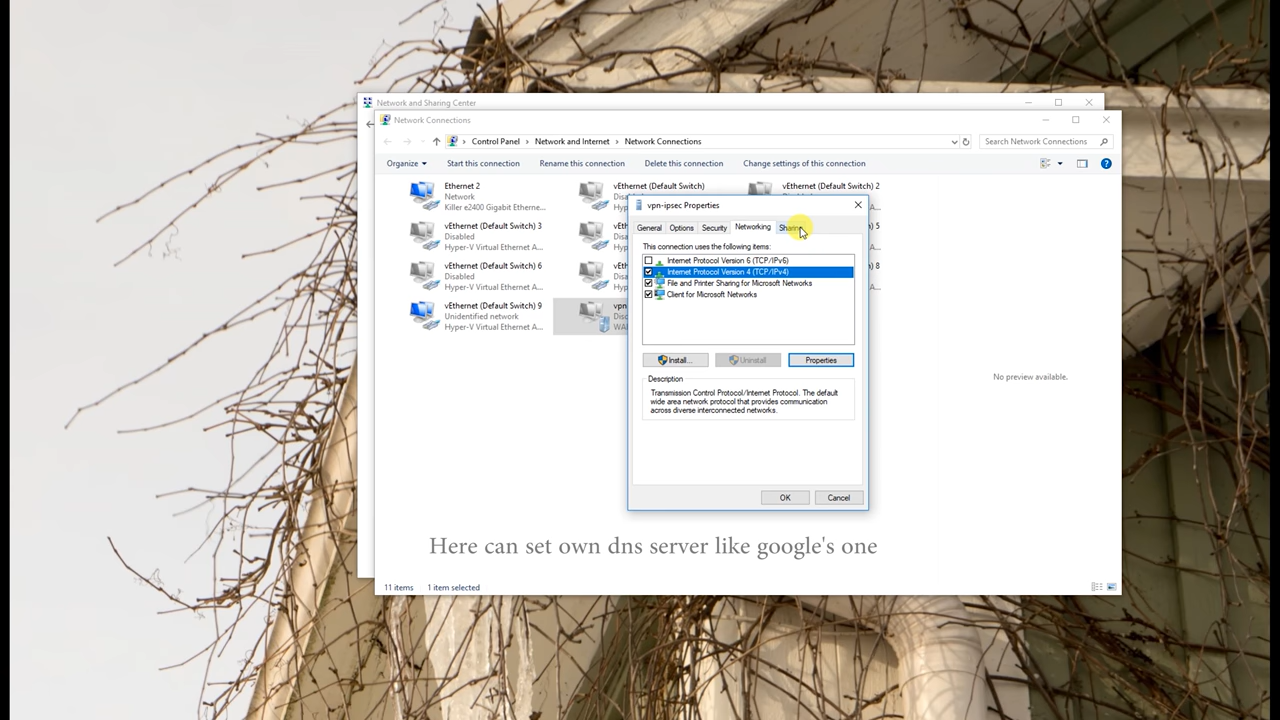 Network and Sharing Center
Network Connections
Control Panel > Network and Internet > Network Connections
Search Network Connections
Organize
Start this connection
Rename this connection
Delete this connection
Change settings of this connection
Ethernet 2
Network
Killer e2400 Gigabit Etherne...
vEthernet (Default Switch)
vEthernet (Default Switch) 2
vEthernet (Default Switch) 3
Disabled
Hyper-V Virtual Ethernet A...
5
A...
vEthernet (Default Switch) 6
Disabled
Hyper-V Virtual Ethernet A...
8
A...
vEthernet (Default Switch) 9
Unidentified network
Hyper-V Virtual Ethernet A...
vpn
vpn-ipsec Properties
General
Options
Security
Networking
Sharing
This connection uses the following items:
Internet Protocol Version 6 (TCP/IPv6)
Internet Protocol Version 4 (TCP/IPv4)
File and Printer Sharing for Microsoft Networks
Client for Microsoft Networks
Install...
Uninstall
Properties
Description
Transmission Control Protocol/Internet Protocol. The default
wide area network protocol that provides communication
across diverse interconnected networks.
OK
Cancel
No preview available.
Here can set own dns server like google's one
11 items
1 item selected